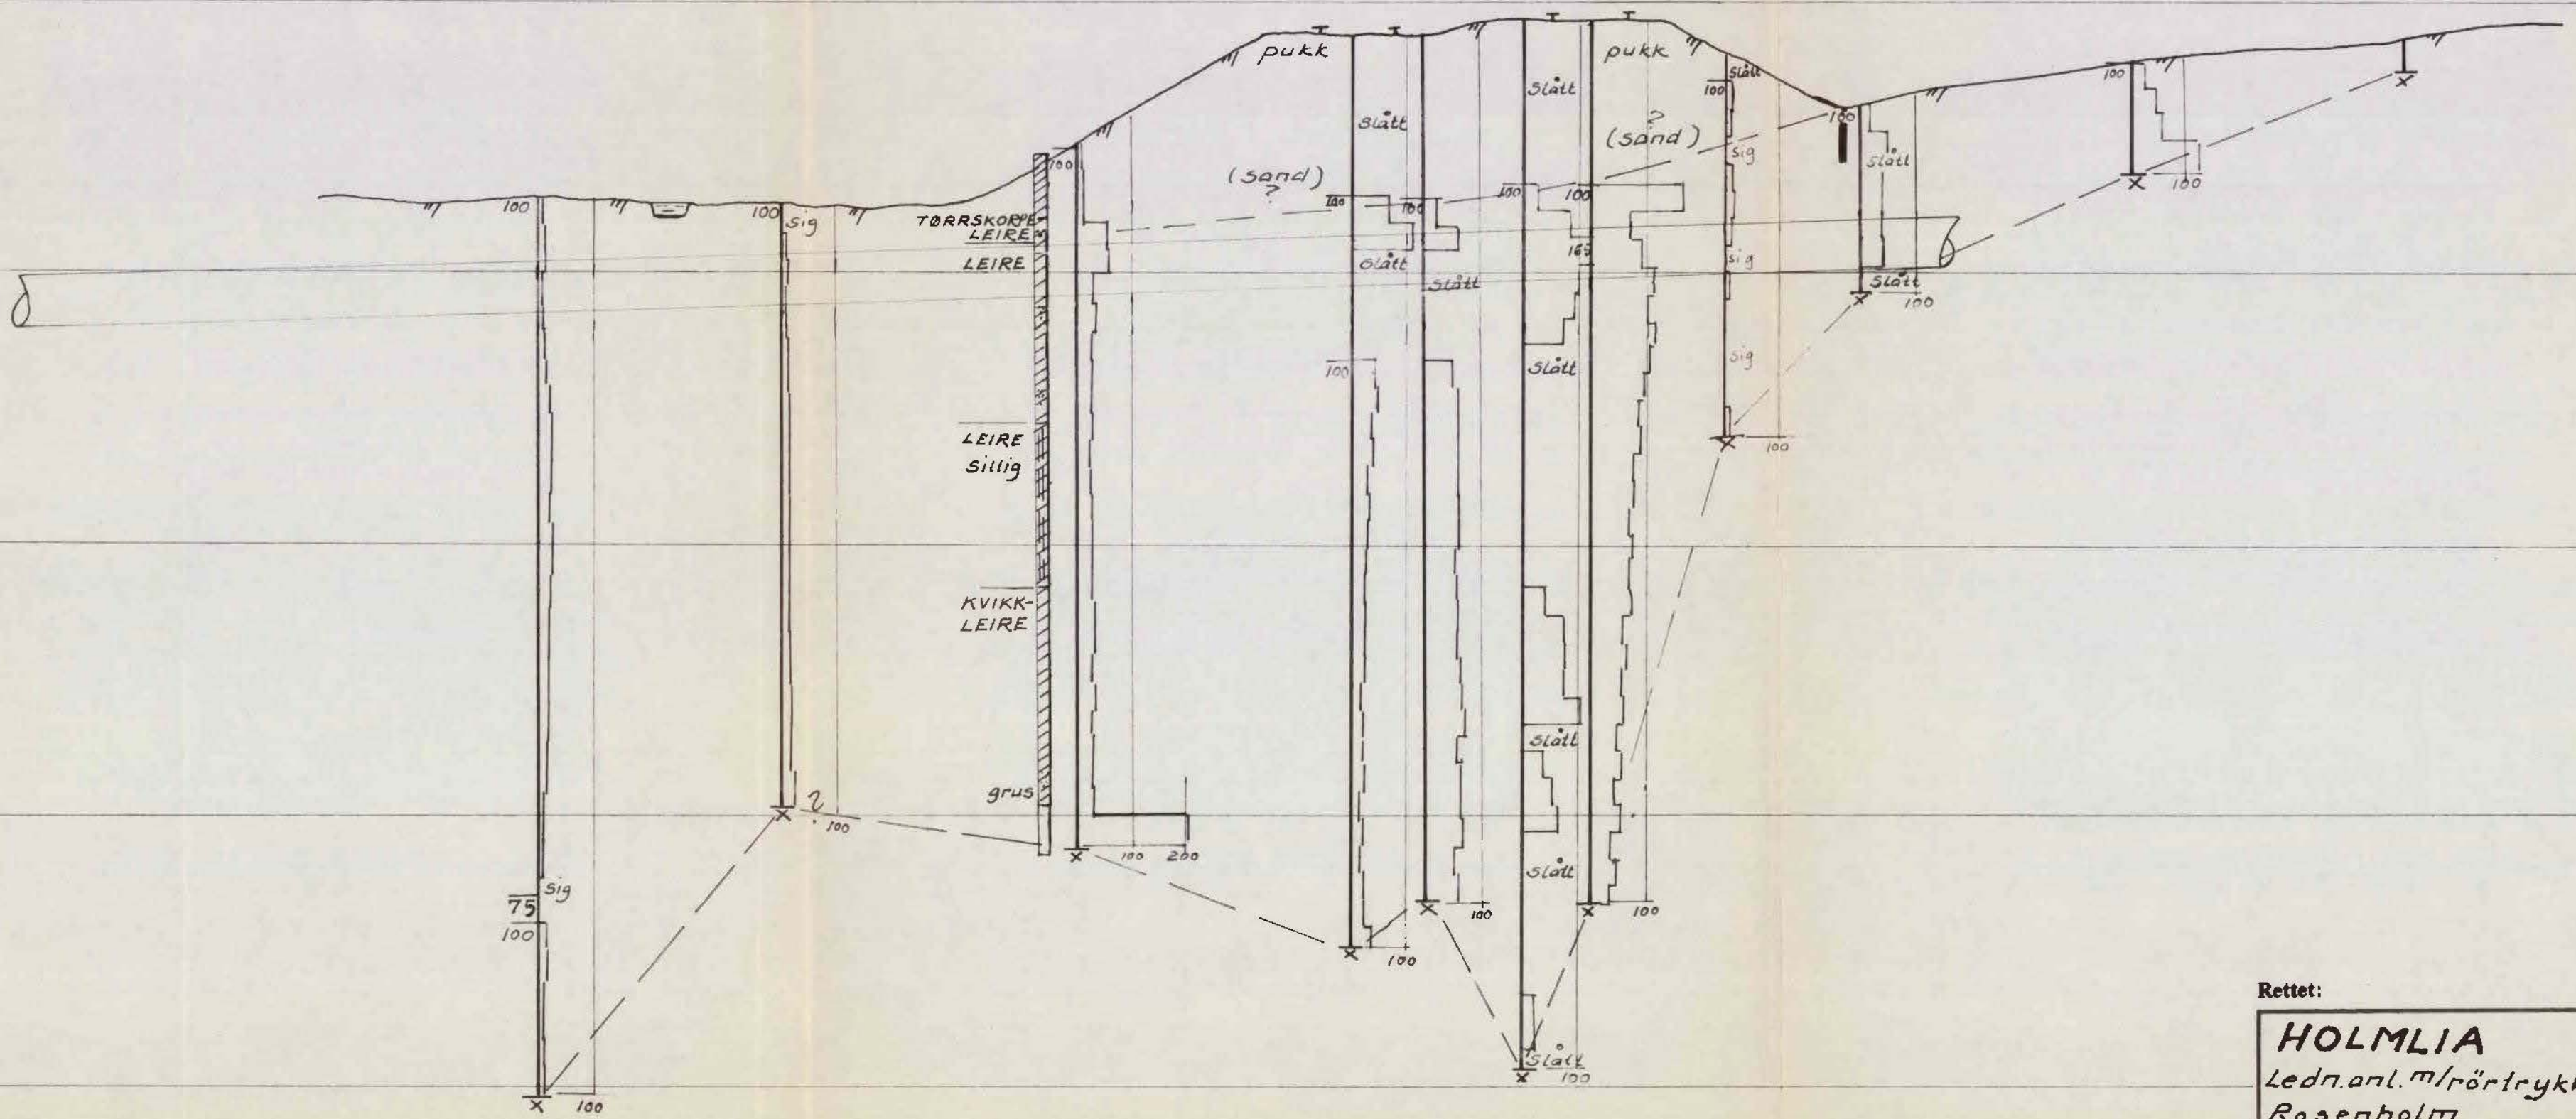 pukk
pukk
Slått
100
Slått
100
Slått
?
(sand)
100
sig
Slått
100
100
(sand)
?
100
100
100
100
100
100
sig
TØRRSKORPE-
LEIRE
LEIRE
Slått
165
sig
Slått
Slått
100
100
Slått
sig
LEIRE
siltig
100
KVIKK-
LEIRE
Slått
grus
?
100
100
200
Slått
sig
75
100
100
100
100
Slått
100
100
Rettet:
HOLMLIA
Ledn.anl. m/rörtrykk
Rosenholm